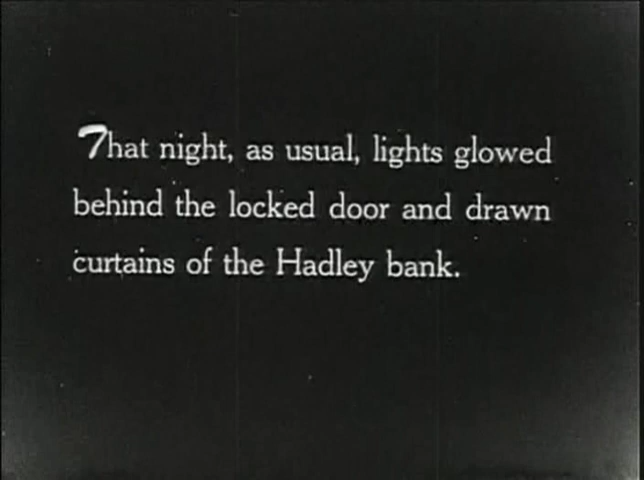 That night, as usual, lights glowed
behind the locked door and drawn
curtains of the Hadley bank.